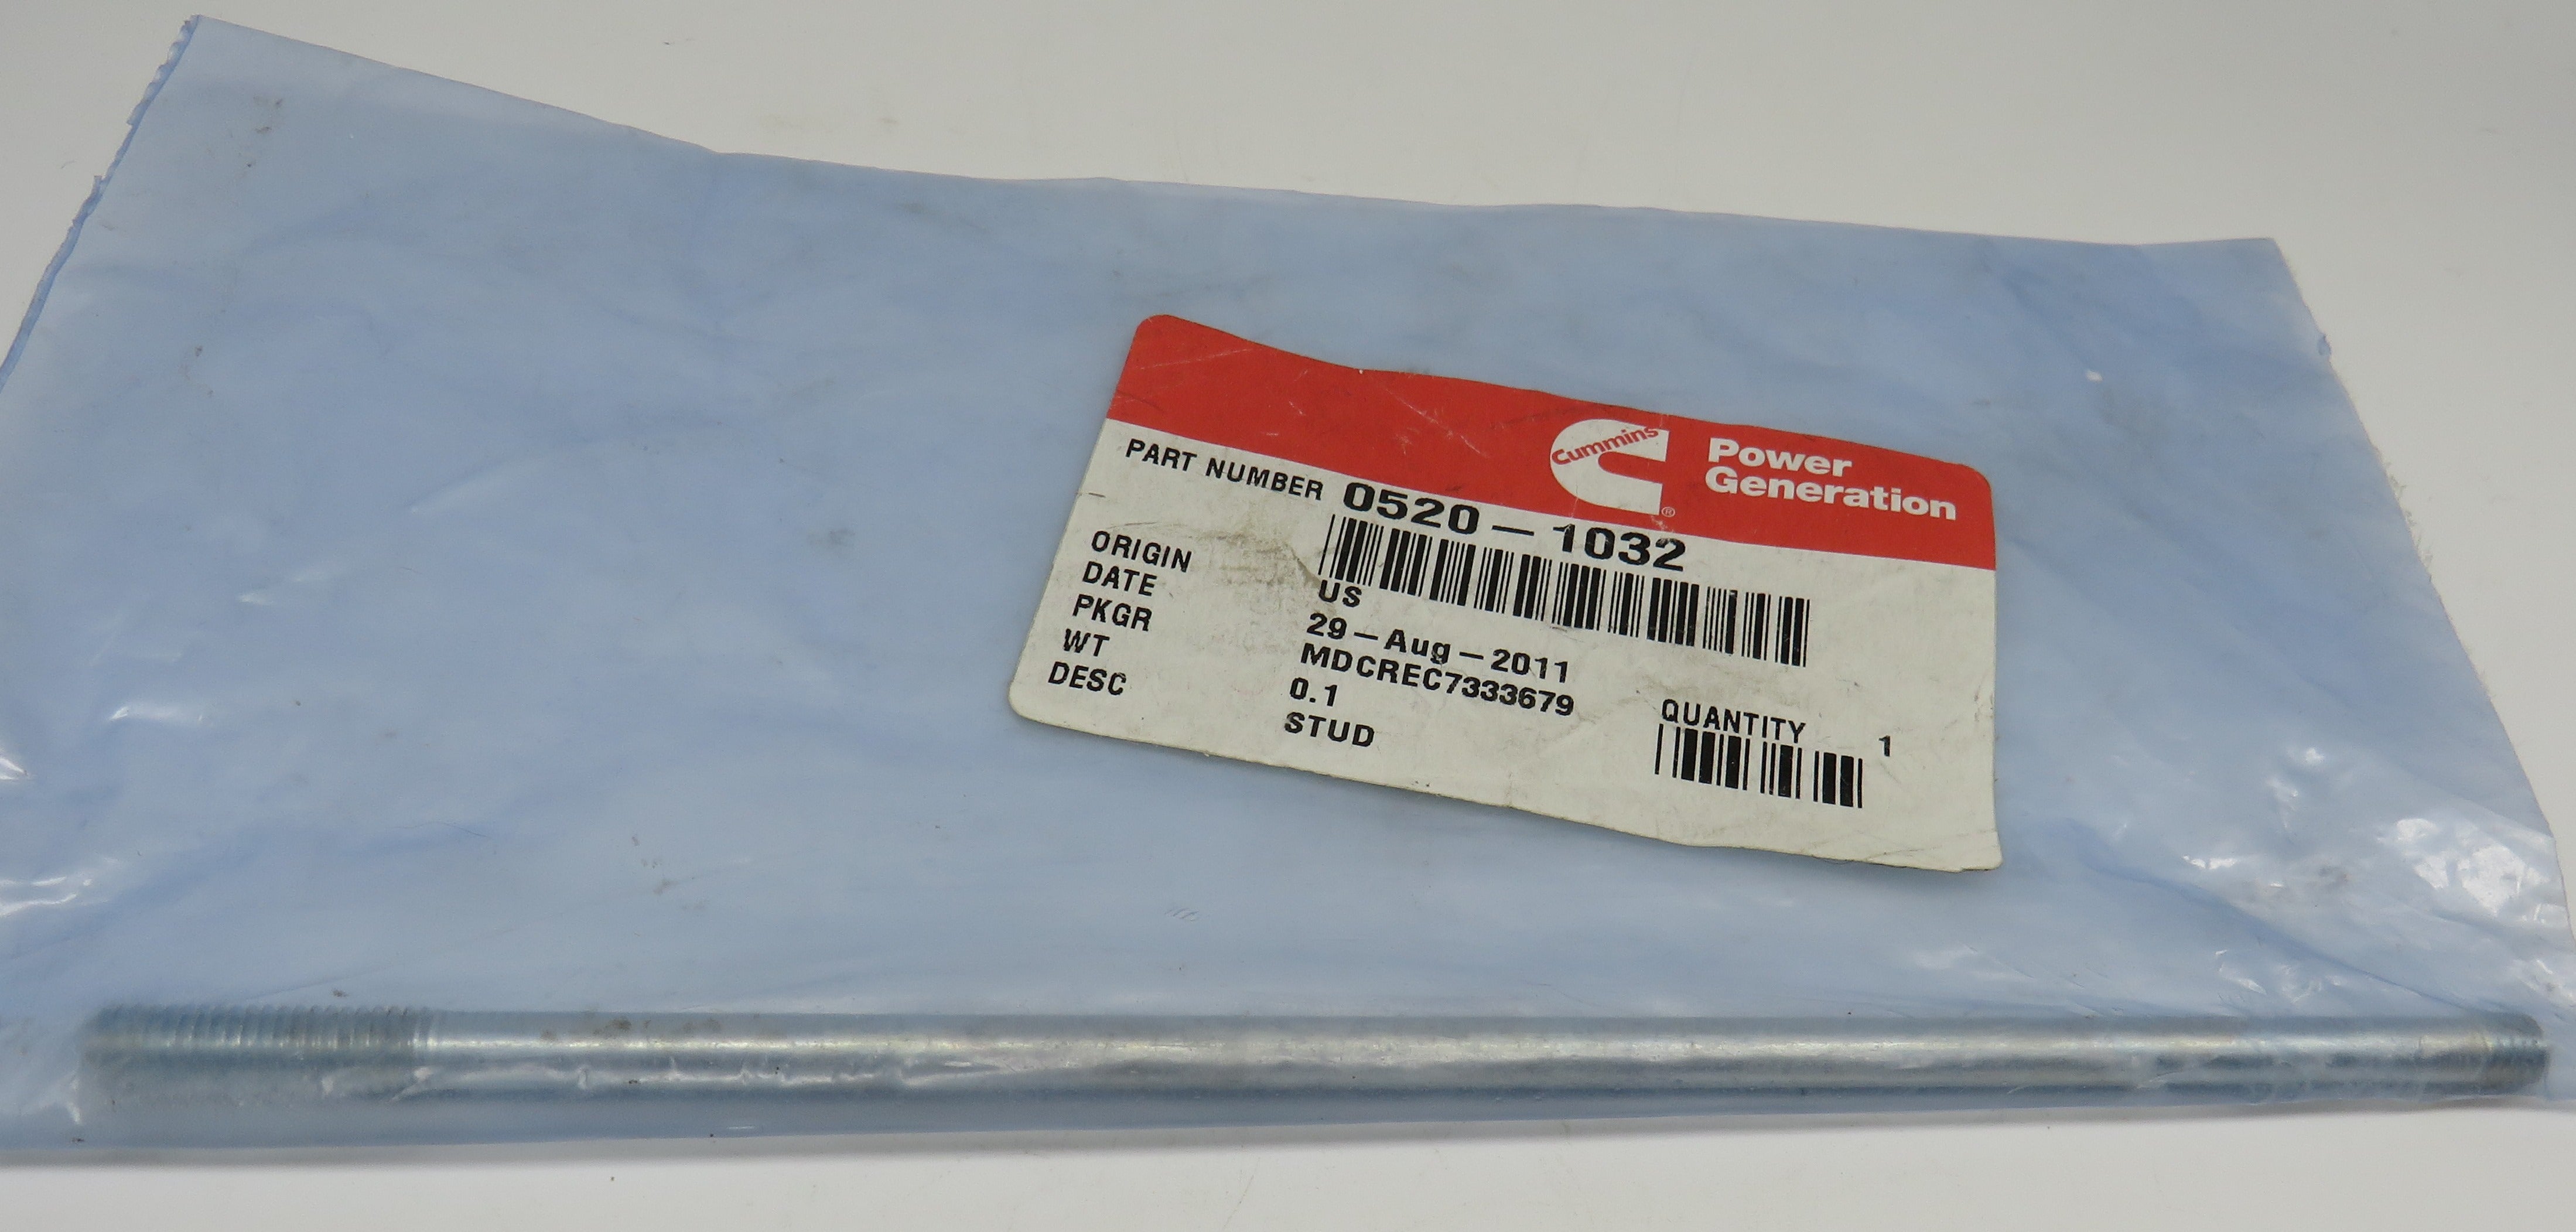 Cummins
®
Power
Generation
PART NUMBER 0520-1032
ORIGIN US
DATE 29-Aug-2011
PKGR MDCREC7333679
WT 0.1
DESC STUD
QUANTITY 1